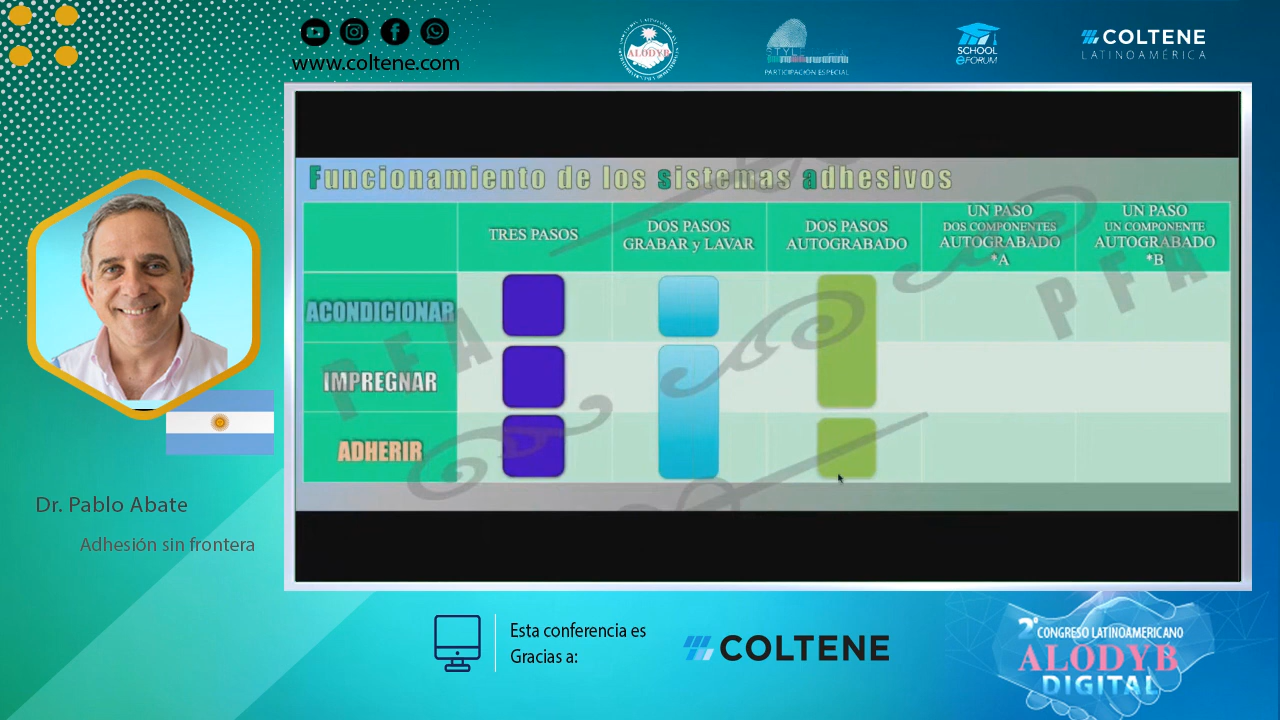 www.coltene.com
ALODYB
PARTICIPACIÓN ESPECIAL
SCHOOL
eFORUM
COLTENE
LATINOAMÉRICA
Funcionamiento de los sistemas adhesivos
TRES PASOS
DOS PASOS
GRABAR y LAVAR
DOS PASOS
AUTOGRABADO
UN PASO
DOS COMPONENTES
AUTOGRABADO
*A
UN PASO
UN COMPONENTE
AUTOGRABADO
*B
ACONDICIONAR
IMPREGNAR
ADHERIR
PFA
PFA
Dr. Pablo Abate
Adhesión sin frontera
Esta conferencia es
Gracias a:
COLTENE
2º CONGRESO LATINOAMERICANO
ALODYB
DIGITAL